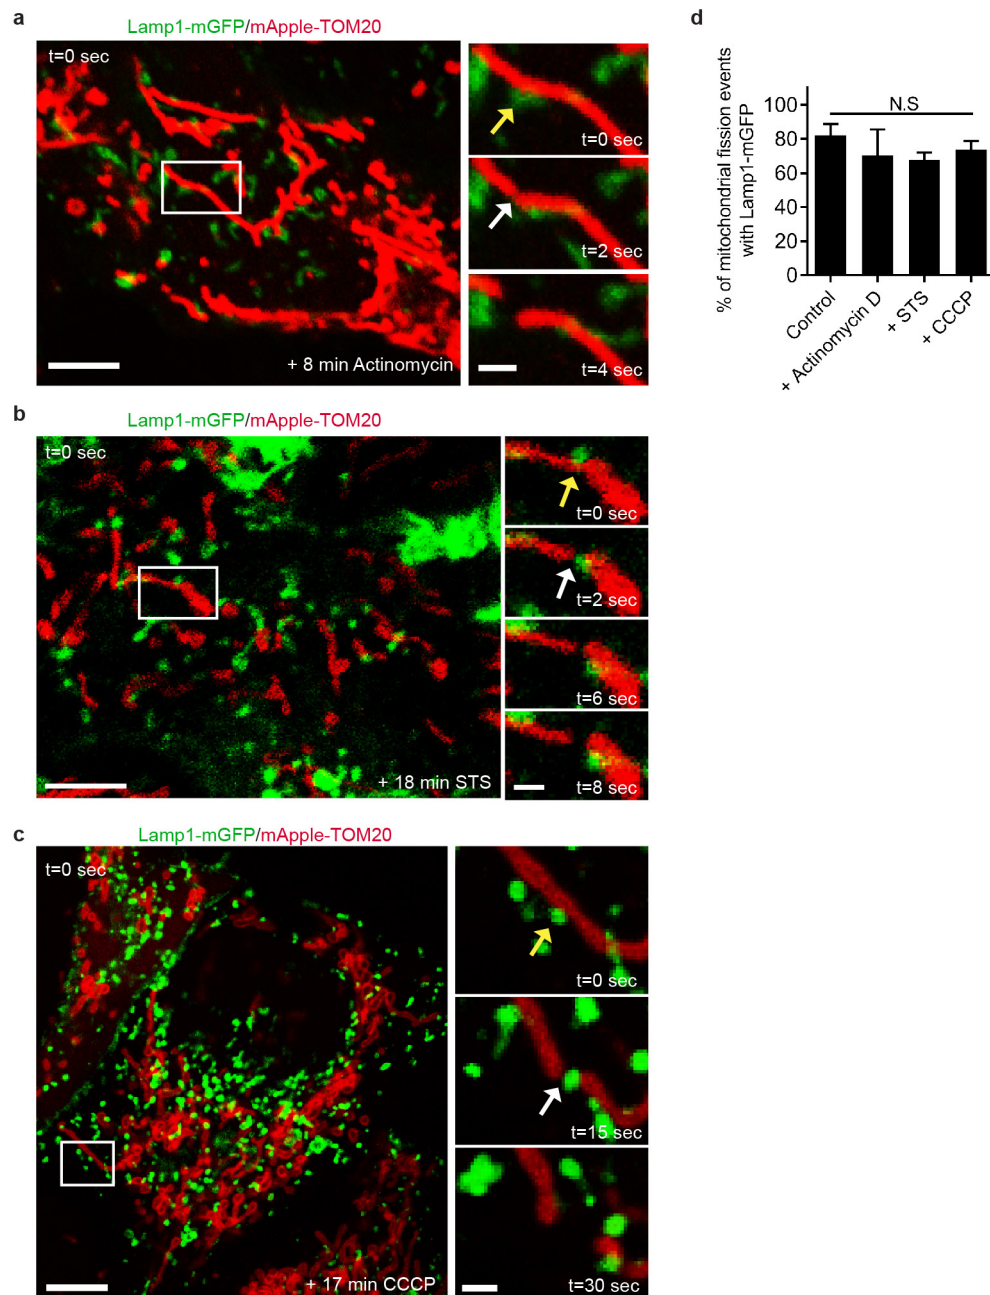 a
Lamp1-mGFP/mApple-TOM20
t=0 sec
+ 8 min Actinomycin
t=0 sec
t=2 sec
t=4 sec
b
Lamp1-mGFP/mApple-TOM20
t=0 sec
+ 18 min STS
t=0 sec
t=2 sec
t=6 sec
t=8 sec
c
Lamp1-mGFP/mApple-TOM20
t=0 sec
+ 17 min CCCP
t=0 sec
t=15 sec
t=30 sec
d
% of mitochondrial fission events
with Lamp1-mGFP
100
80
60
40
20
0
N.S
Control
+ Actinomycin D
+ STS
+ CCCP